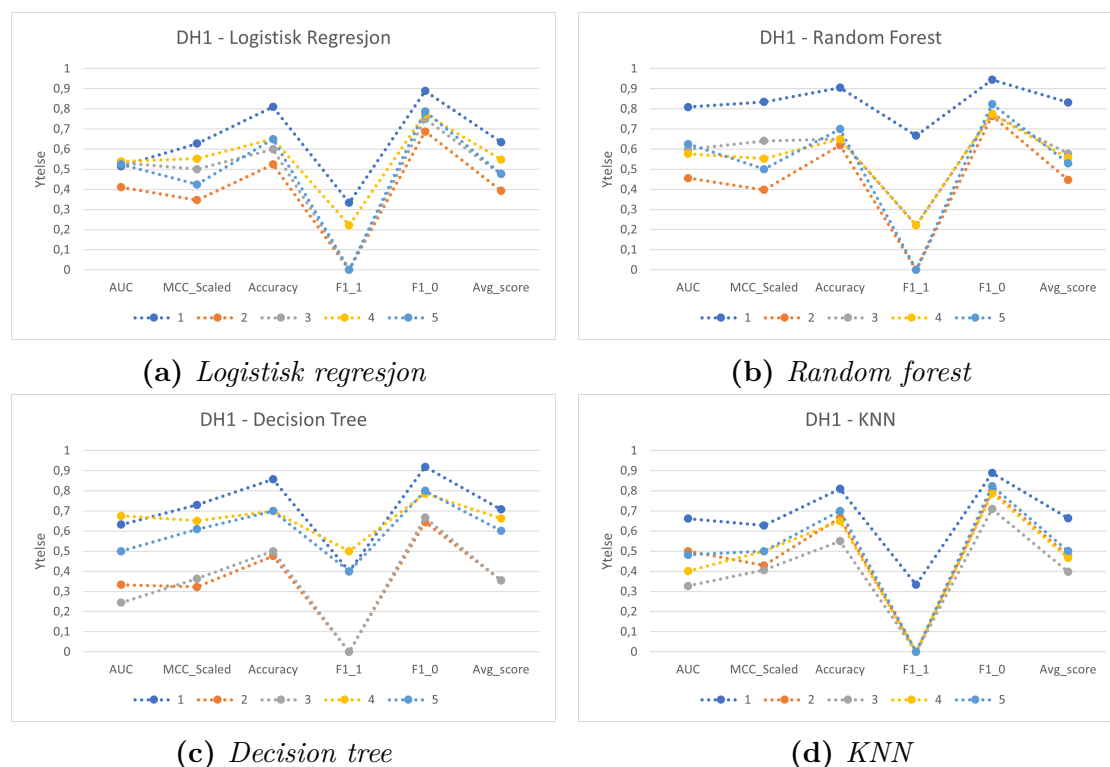 DH1 - Logistisk Regresjon
Ytelse
1
0,9
0,8
0,7
0,6
0,5
0,4
0,3
0,2
0,1
0
AUC MCC_Scaled Accuracy F1_1 F1_0 Avg_score
1 2 3 4 5
(a) Logistisk regresjon
DH1 - Random Forest
Ytelse
1
0,9
0,8
0,7
0,6
0,5
0,4
0,3
0,2
0,1
0
AUC MCC_Scaled Accuracy F1_1 F1_0 Avg_score
1 2 3 4 5
(b) Random forest
DH1 - Decision Tree
Ytelse
1
0,9
0,8
0,7
0,6
0,5
0,4
0,3
0,2
0,1
0
AUC MCC_Scaled Accuracy F1_1 F1_0 Avg_score
1 2 3 4 5
(c) Decision tree
DH1 - KNN
Ytelse
1
0,9
0,8
0,7
0,6
0,5
0,4
0,3
0,2
0,1
0
AUC MCC_Scaled Accuracy F1_1 F1_0 Avg_score
1 2 3 4 5
(d) KNN